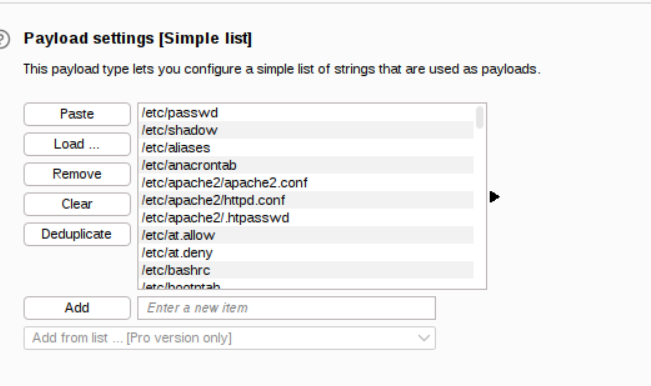 Payload settings [Simple list]
This payload type lets you configure a simple list of strings that are used as payloads.
Paste
Load ...
Remove
Clear
Deduplicate
/etc/passwd
/etc/shadow
/etc/aliases
/etc/anacrontab
/etc/apache2/apache2.conf
/etc/apache2/httpd.conf
/etc/apache2/.htpasswd
/etc/at.allow
/etc/at.deny
/etc/bashrc
/etc/bootptab
Add
Enter a new item
Add from list ... [Pro version only]